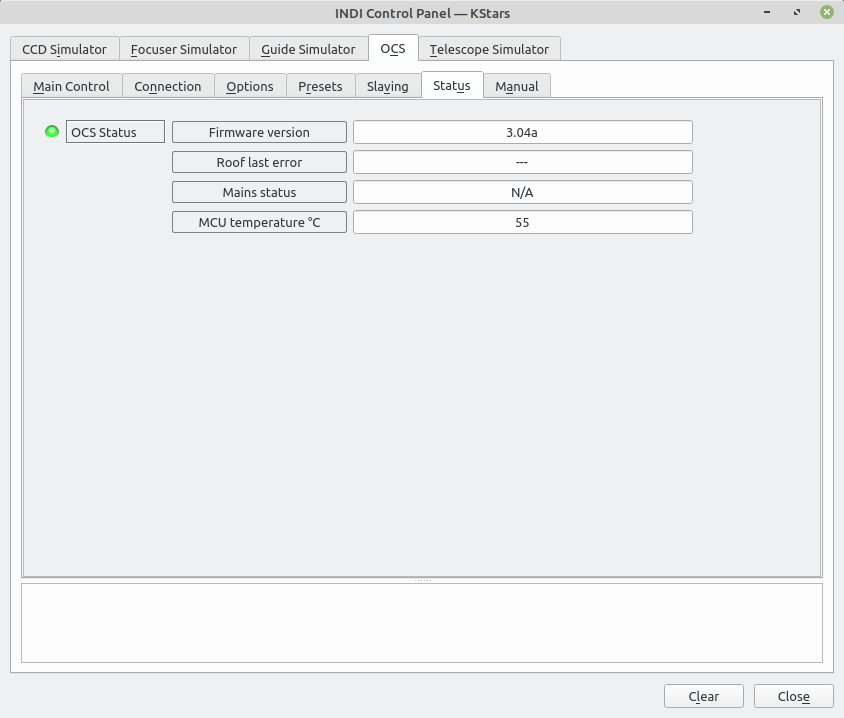 INDI Control Panel — KStars
CCD Simulator Focuser Simulator Guide Simulator OCS Telescope Simulator
Main Control Connection Options Presets Slaving Status Manual
OCS Status Firmware version 3.04a
Roof last error ---
Mains status N/A
MCU temperature °C 55
Clear Close